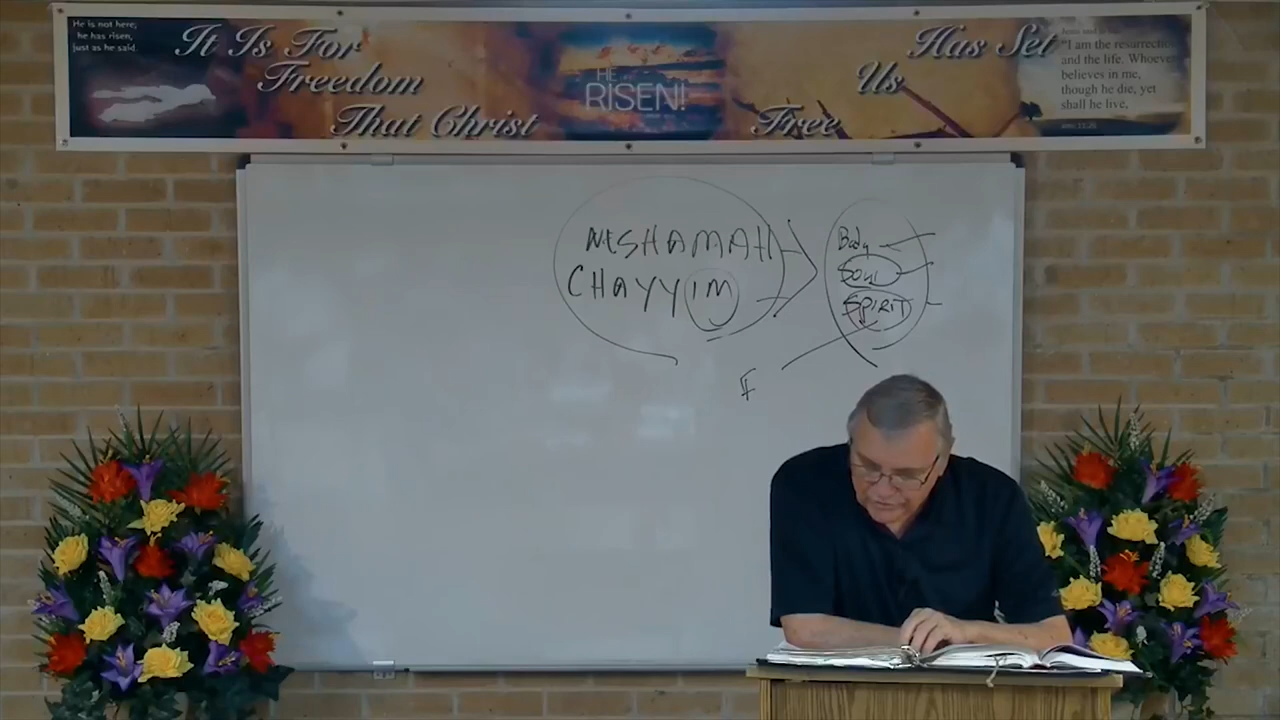 He is not here;
he has risen,
just as he said.
It Is For
Freedom
That Christ
HE
RISEN!
Has Set
Us
Free
"I am the resurrection
and the life. Whoever
believes in me,
though he die, yet
shall he live,
NESHAMAH
CHAYYIM
Body
SOUL
SPIRIT